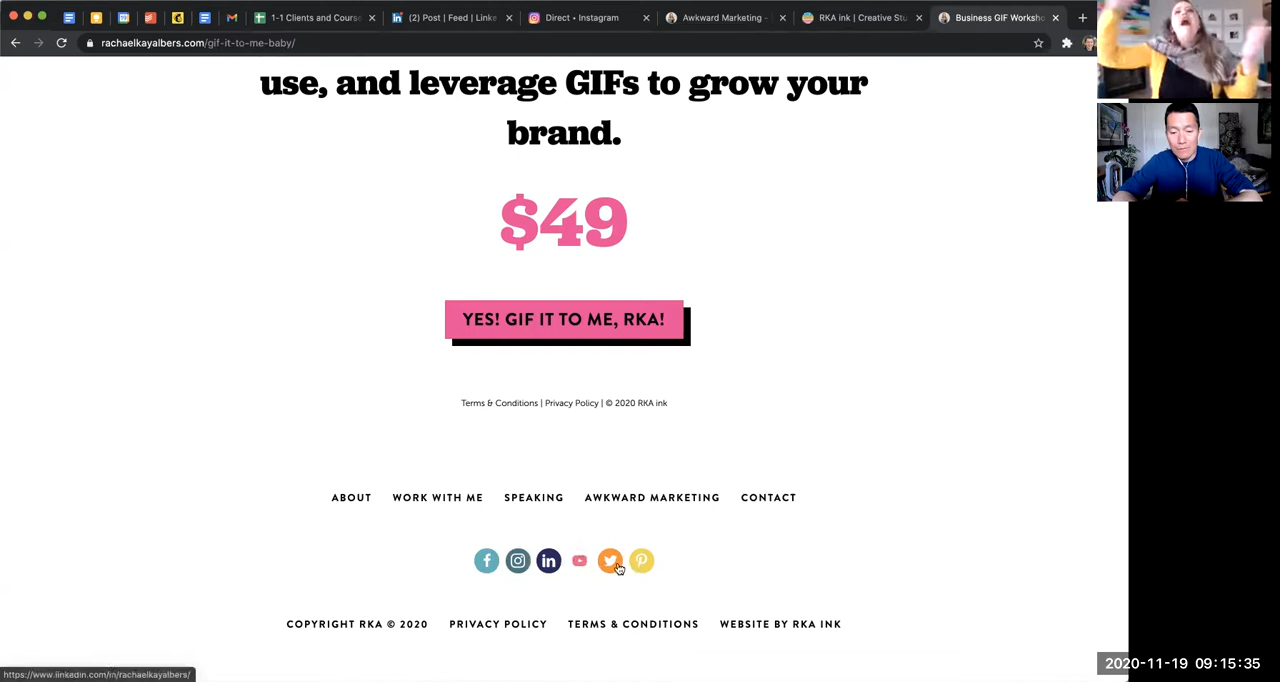 1-1 Clients and Course
(2) Post | Feed | Linke
Direct • Instagram
Awkward Marketing -
RKA ink | Creative Stu
Business GIF Worksho
rachaelkayalbers.com/gif-it-to-me-baby/
use, and leverage GIFs to grow your
brand.
$49
YES! GIF IT TO ME, RKA!
Terms & Conditions | Privacy Policy | © 2020 RKA ink
ABOUT WORK WITH ME SPEAKING AWKWARD MARKETING CONTACT
COPYRIGHT RKA © 2020 PRIVACY POLICY TERMS & CONDITIONS WEBSITE BY RKA INK
https://www.linkedin.com/in/rachaelkayalbers/
2020-11-19 09:15:35